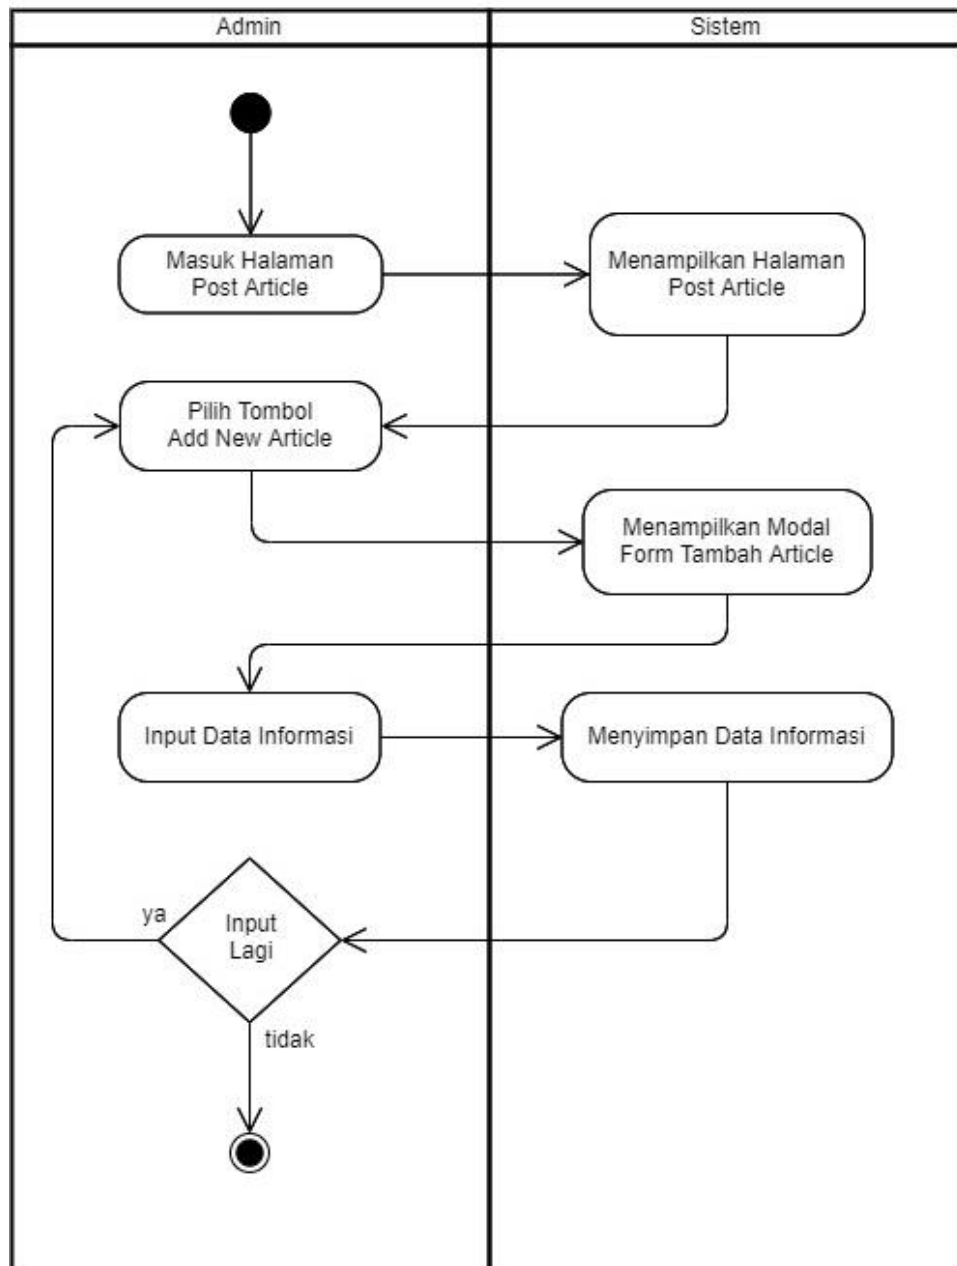 Admin
Sistem
Masuk Halaman
Post Article
Menampilkan Halaman
Post Article
Pilih Tombol
Add New Article
Menampilkan Modal
Form Tambah Article
Input Data Informasi
Menyimpan Data Informasi
ya
Input
Lagi
tidak